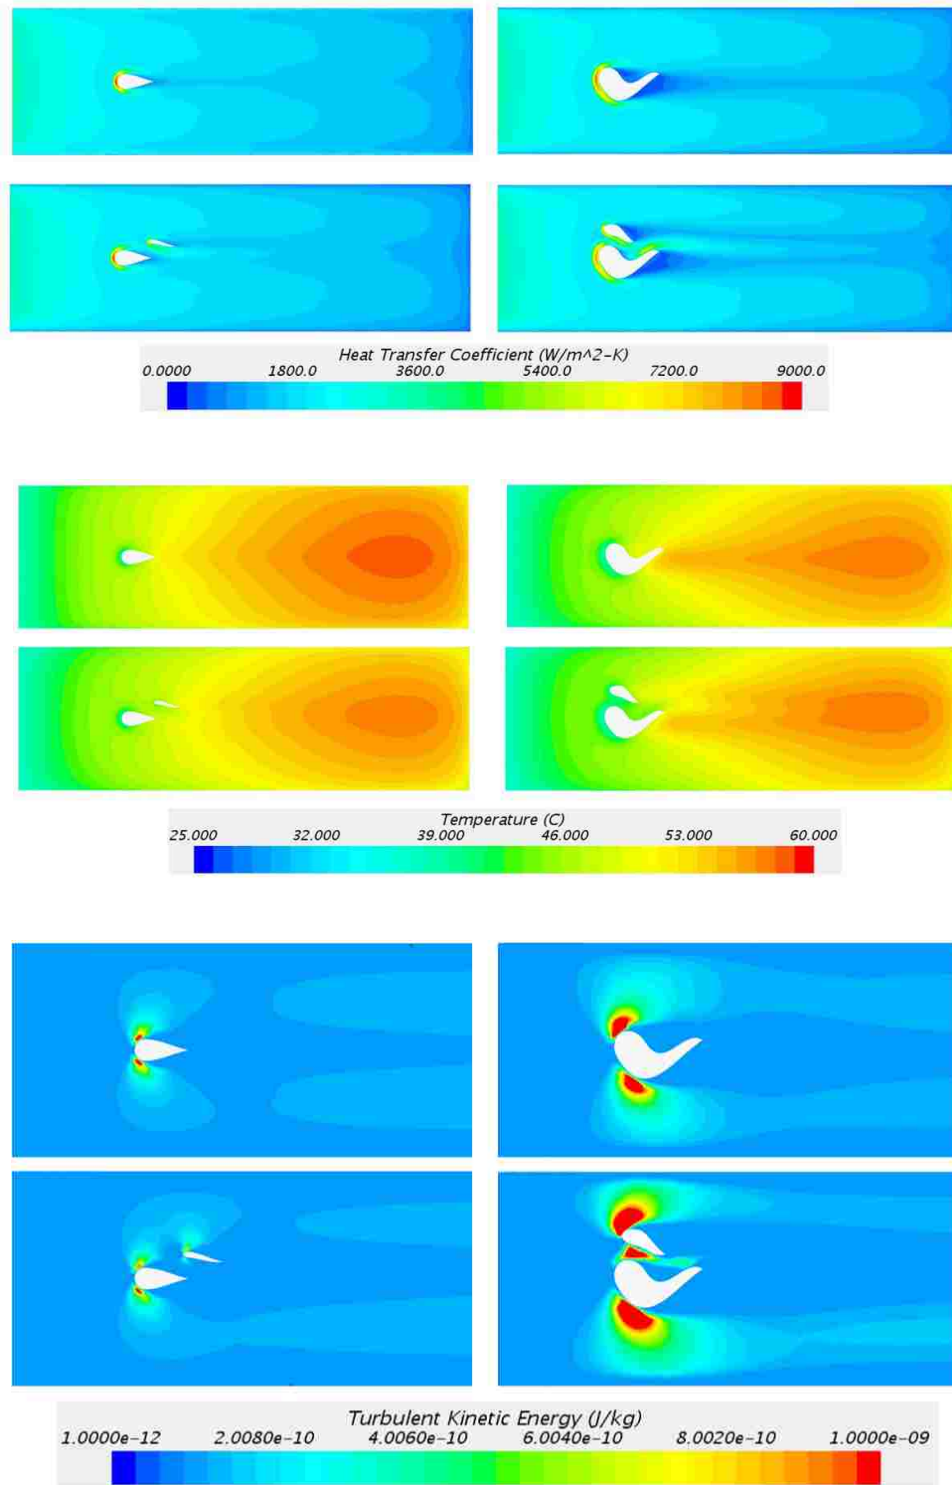 Heat Transfer Coefficient (W/m^2-K)
0.0000 1800.0 3600.0 5400.0 7200.0 9000.0
Temperature (C)
25.000 32.000 39.000 46.000 53.000 60.000
Turbulent Kinetic Energy (J/kg)
1.0000e-12 2.0080e-10 4.0060e-10 6.0040e-10 8.0020e-10 1.0000e-09